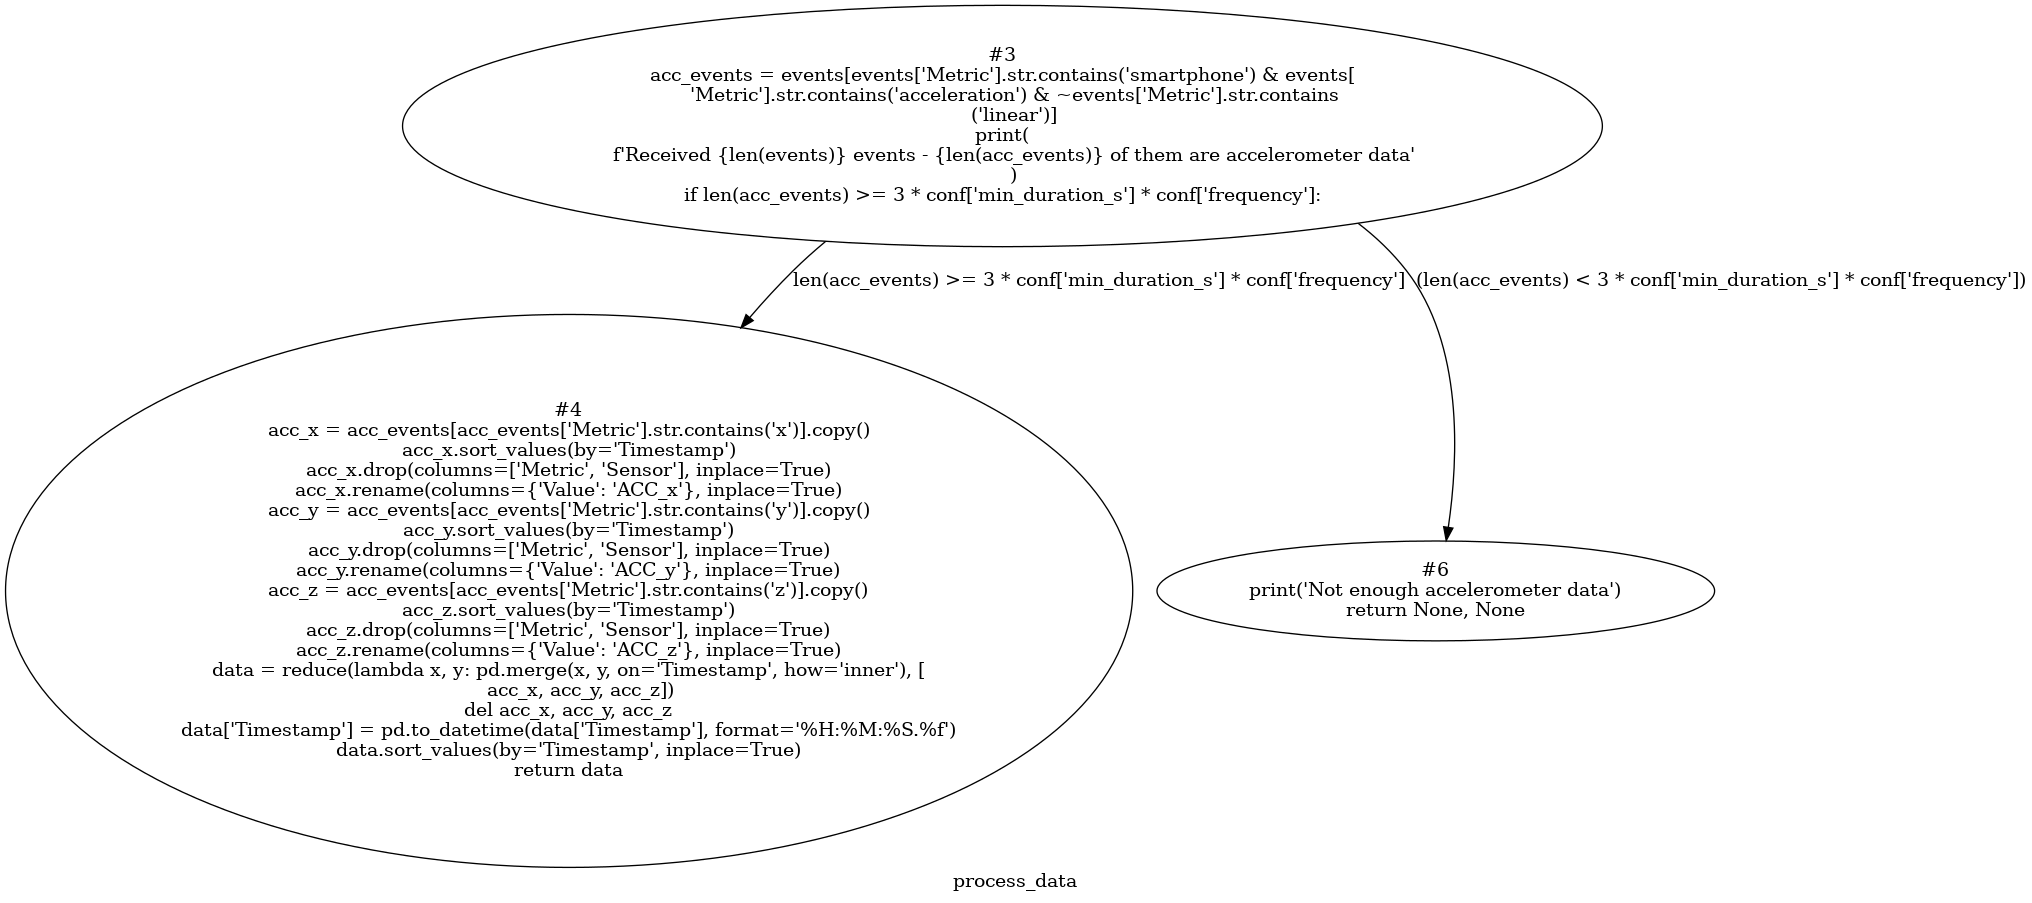 #3
acc_events = events[events['Metric'].str.contains('smartphone') & events[
'Metric'].str.contains('acceleration') & ~events['Metric'].str.contains
('linear')]
print(
f'Received {len(events)} events - {len(acc_events)} of them are accelerometer data'
)
if len(acc_events) >= 3 * conf['min_duration_s'] * conf['frequency']:
len(acc_events) >= 3 * conf['min_duration_s'] * conf['frequency']
(len(acc_events) < 3 * conf['min_duration_s'] * conf['frequency'])
#4
acc_x = acc_events[acc_events['Metric'].str.contains('x')].copy()
acc_x.sort_values(by='Timestamp')
acc_x.drop(columns=['Metric', 'Sensor'], inplace=True)
acc_x.rename(columns={'Value': 'ACC_x'}, inplace=True)
acc_y = acc_events[acc_events['Metric'].str.contains('y')].copy()
acc_y.sort_values(by='Timestamp')
acc_y.drop(columns=['Metric', 'Sensor'], inplace=True)
acc_y.rename(columns={'Value': 'ACC_y'}, inplace=True)
acc_z = acc_events[acc_events['Metric'].str.contains('z')].copy()
acc_z.sort_values(by='Timestamp')
acc_z.drop(columns=['Metric', 'Sensor'], inplace=True)
acc_z.rename(columns={'Value': 'ACC_z'}, inplace=True)
data = reduce(lambda x, y: pd.merge(x, y, on='Timestamp', how='inner'), [
acc_x, acc_y, acc_z])
del acc_x, acc_y, acc_z
data['Timestamp'] = pd.to_datetime(data['Timestamp'], format='%H:%M:%S.%f')
data.sort_values(by='Timestamp', inplace=True)
return data
#6
print('Not enough accelerometer data')
return None, None
process_data